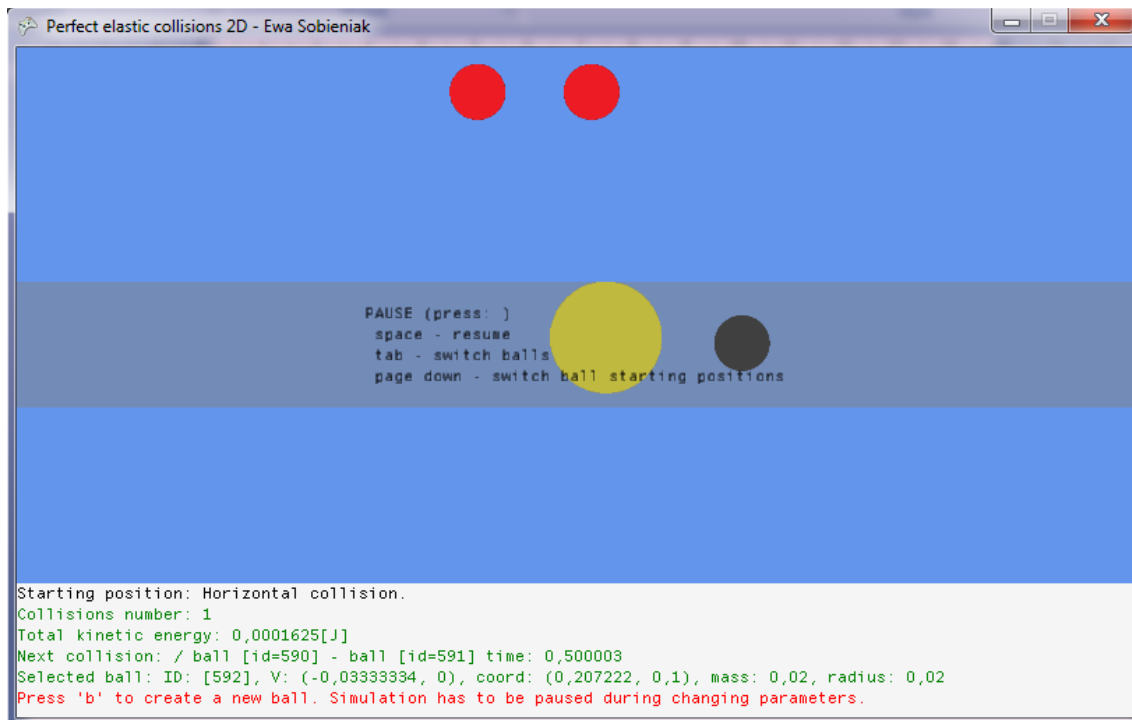 Perfect elastic collisions 2D - Ewa Sobieniak
PAUSE (press: )
space - resume
tab - switch balls
page down - switch ball starting positions
Starting position: Horizontal collision.
Collisions number: 1
Total kinetic energy: 0,0001625[J]
Next collision: / ball [id=590] - ball [id=591] time: 0,500003
Selected ball: ID: [592], V: (-0,03333334, 0), coord: (0,207222, 0,1), mass: 0,02, radius: 0,02
Press 'b' to create a new ball. Simulation has to be paused during changing parameters.